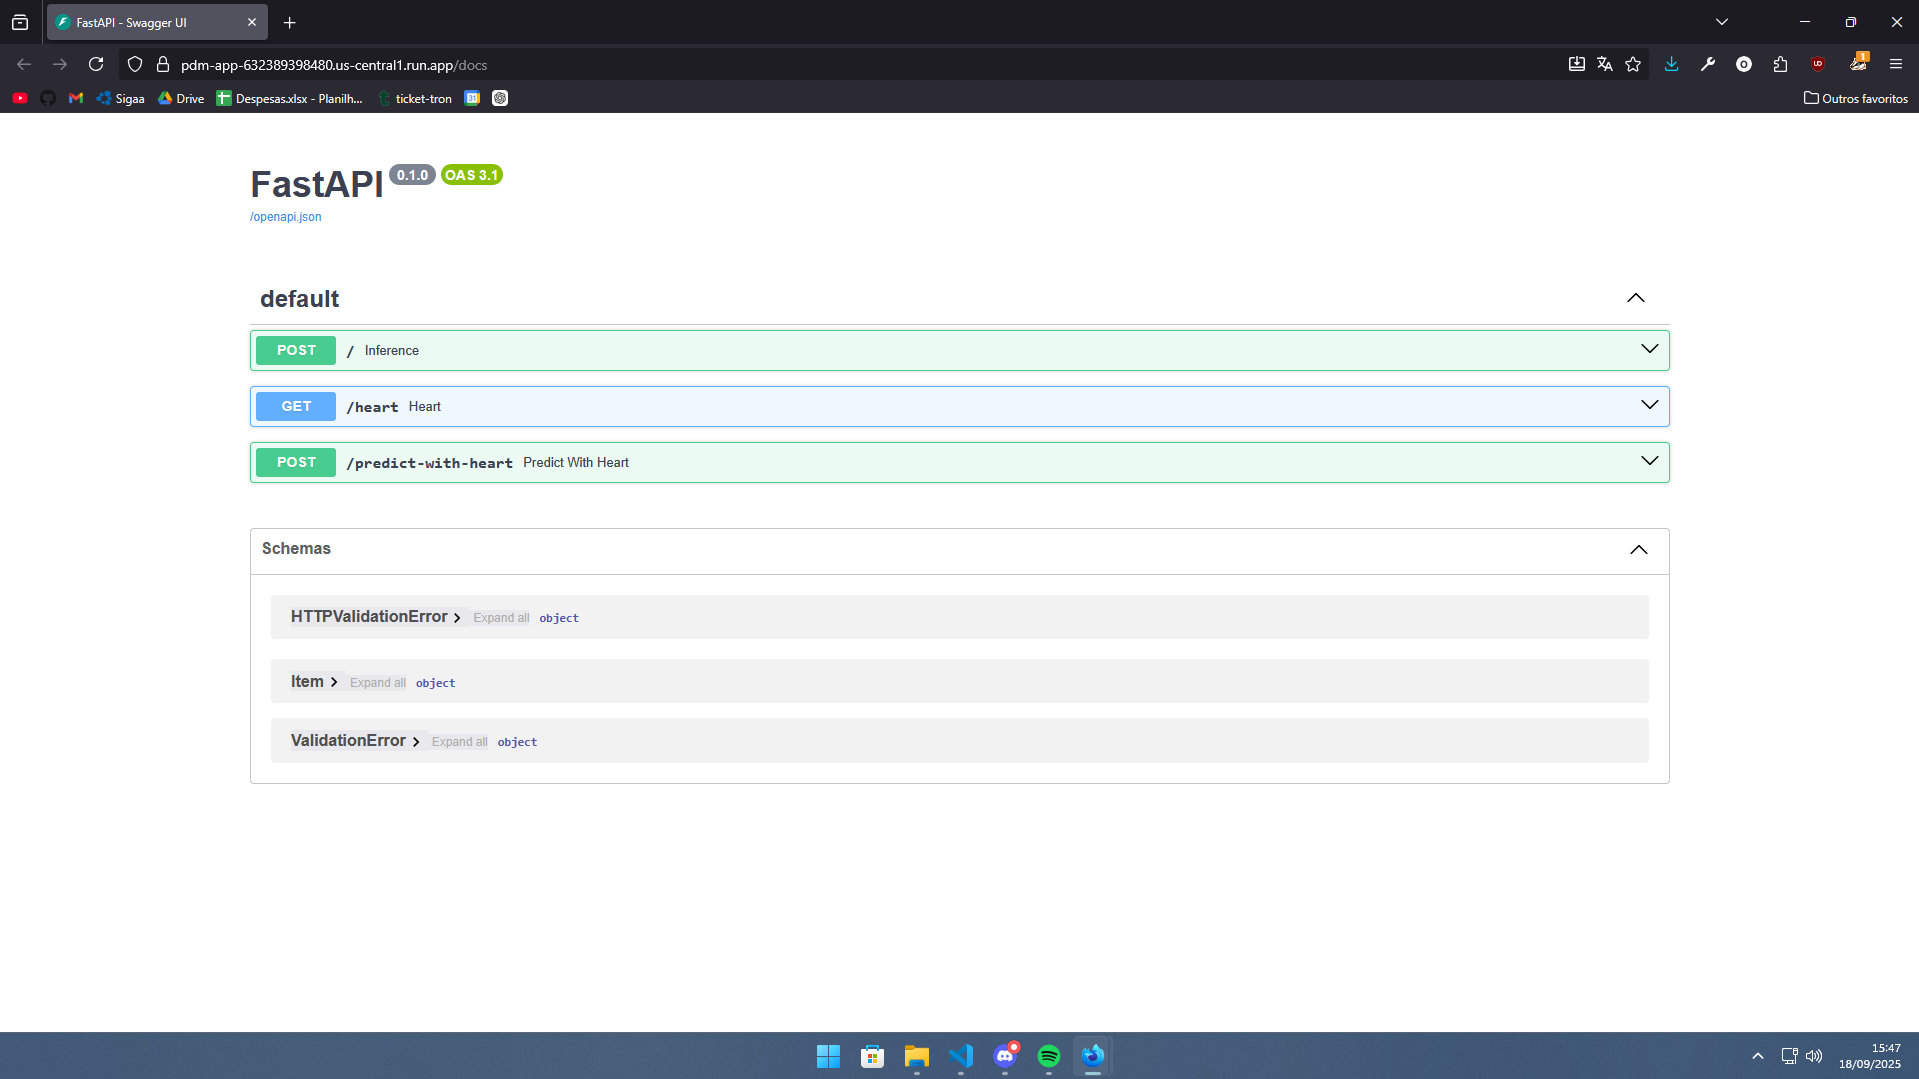 FastAPI - Swagger UI
pdm-app-632389398480.us-central1.run.app/docs
1
Sigaa Drive Despesas.xlsx - Planilh... ticket-tron 31 Outros favoritos
FastAPI 0.1.0 OAS 3.1
/openapi.json
default
POST / Inference
GET /heart Heart
POST /predict-with-heart Predict With Heart
Schemas
HTTPValidationError Expand all object
Item Expand all object
ValidationError Expand all object
15:47
18/09/2025